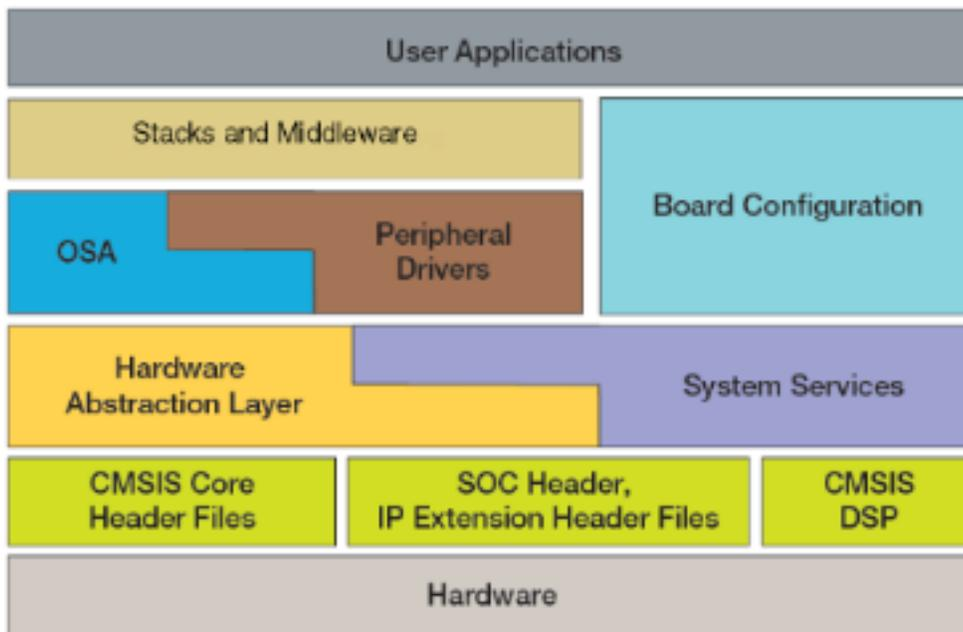 User Applications
Stacks and Middleware
Board Configuration
OSA
Peripheral
Drivers
Hardware
Abstraction Layer
System Services
CMSIS Core
Header Files
SOC Header,
IP Extension Header Files
CMSIS
DSP
Hardware